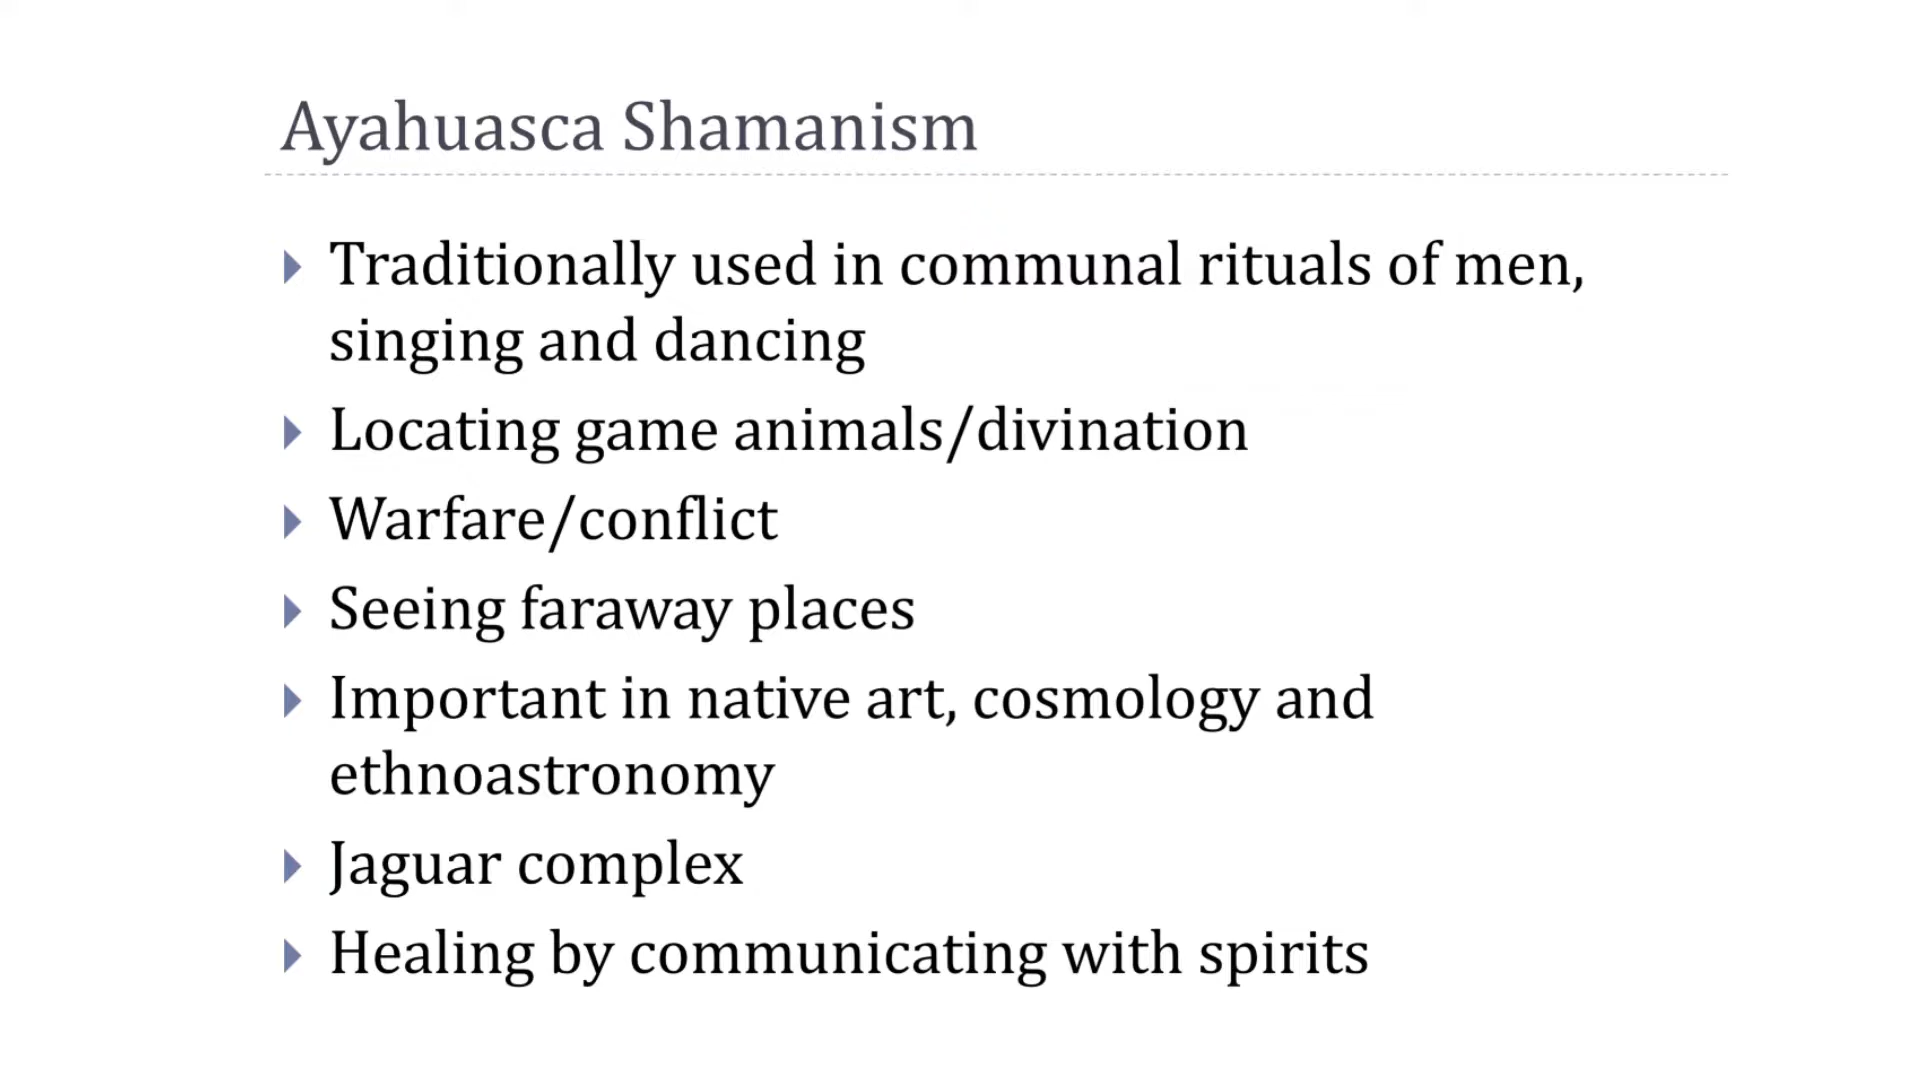 Ayahuasca Shamanism
Traditionally used in communal rituals of men,
singing and dancing
Locating game animals/divination
Warfare/conflict
Seeing faraway places
Important in native art, cosmology and
ethnoastronomy
Jaguar complex
Healing by communicating with spirits